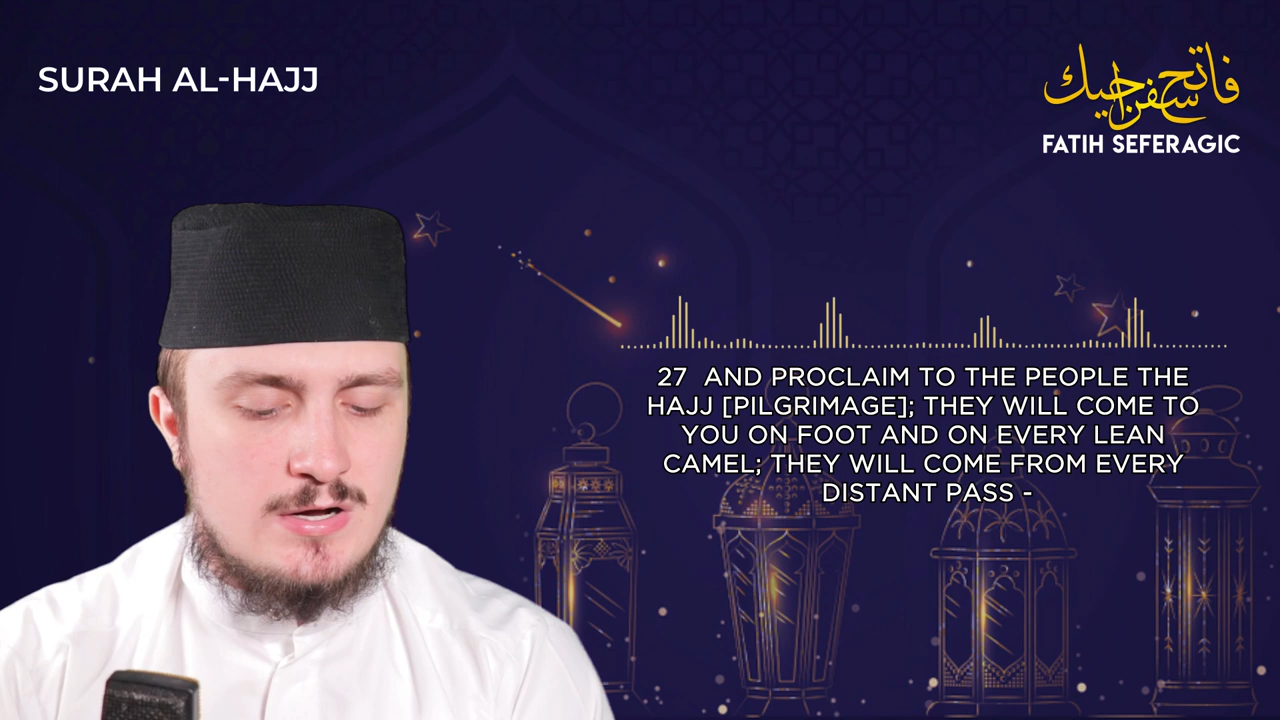 SURAH AL-HAJJ
فاتح سفراجيك
FATIH SEFERAGIC
27 AND PROCLAIM TO THE PEOPLE THE
HAJJ [PILGRIMAGE]; THEY WILL COME TO
YOU ON FOOT AND ON EVERY LEAN
CAMEL; THEY WILL COME FROM EVERY
DISTANT PASS -